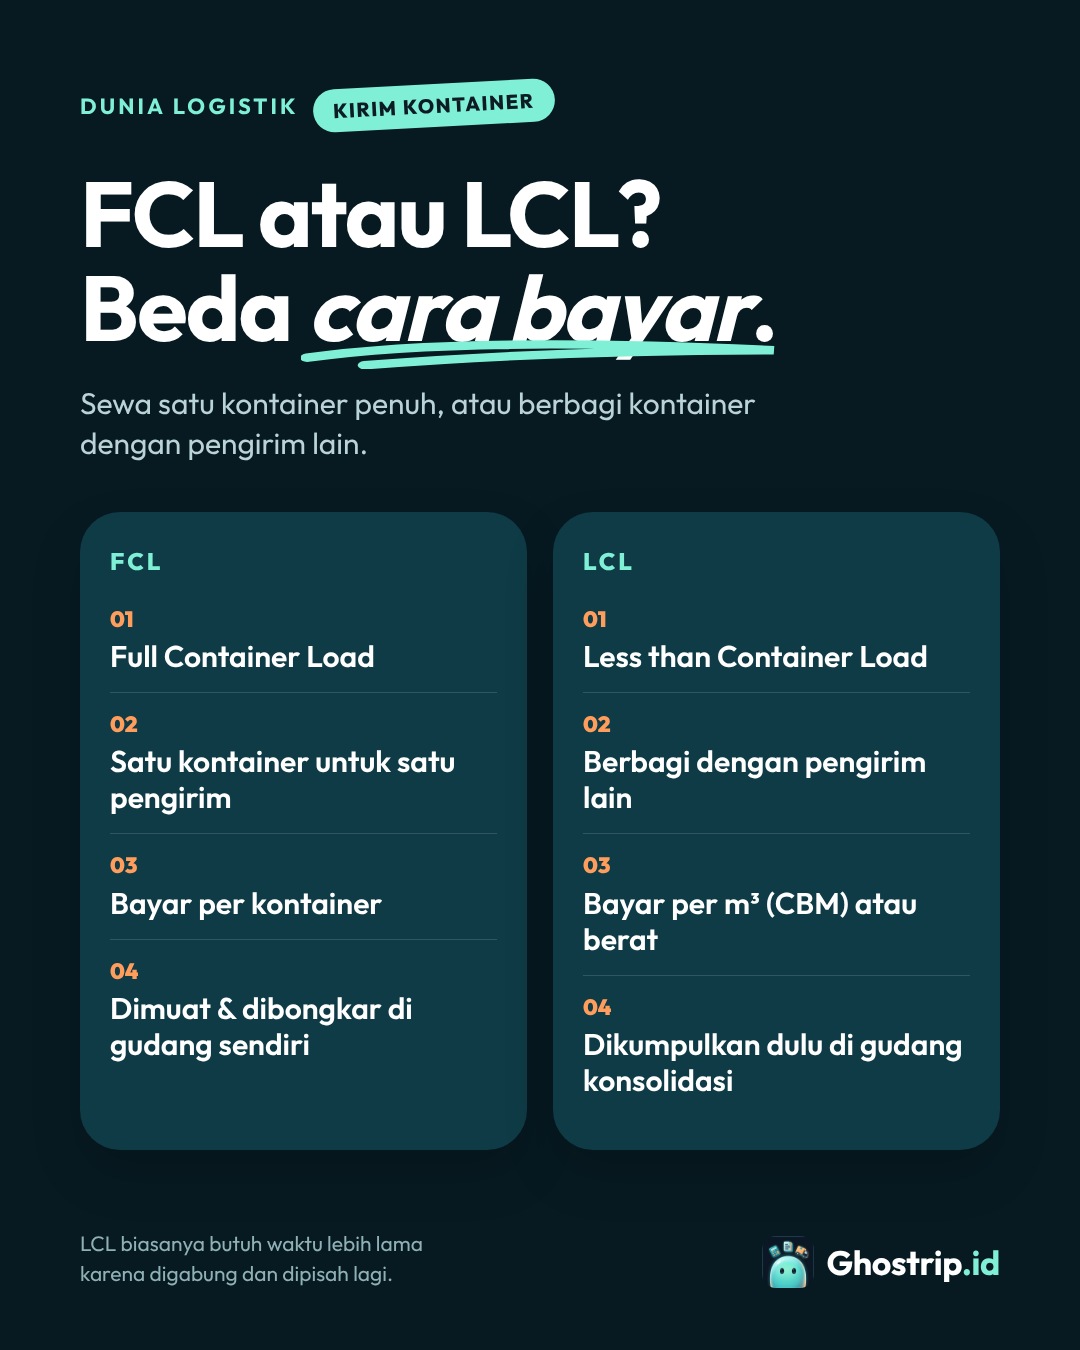 DUNIA LOGISTIK
KIRIM KONTAINER
FCL atau LCL?
Beda cara bayar.
Sewa satu kontainer penuh, atau berbagi kontainer
dengan pengirim lain.
FCL
01
Full Container Load
02
Satu kontainer untuk satu
pengirim
03
Bayar per kontainer
04
Dimuat & dibongkar di
gudang sendiri
LCL
01
Less than Container Load
02
Berbagi dengan pengirim
lain
03
Bayar per m³ (CBM) atau
berat
04
Dikumpulkan dulu di gudang
konsolidasi
LCL biasanya butuh waktu lebih lama
karena digabung dan dipisah lagi.
Ghostrip.id